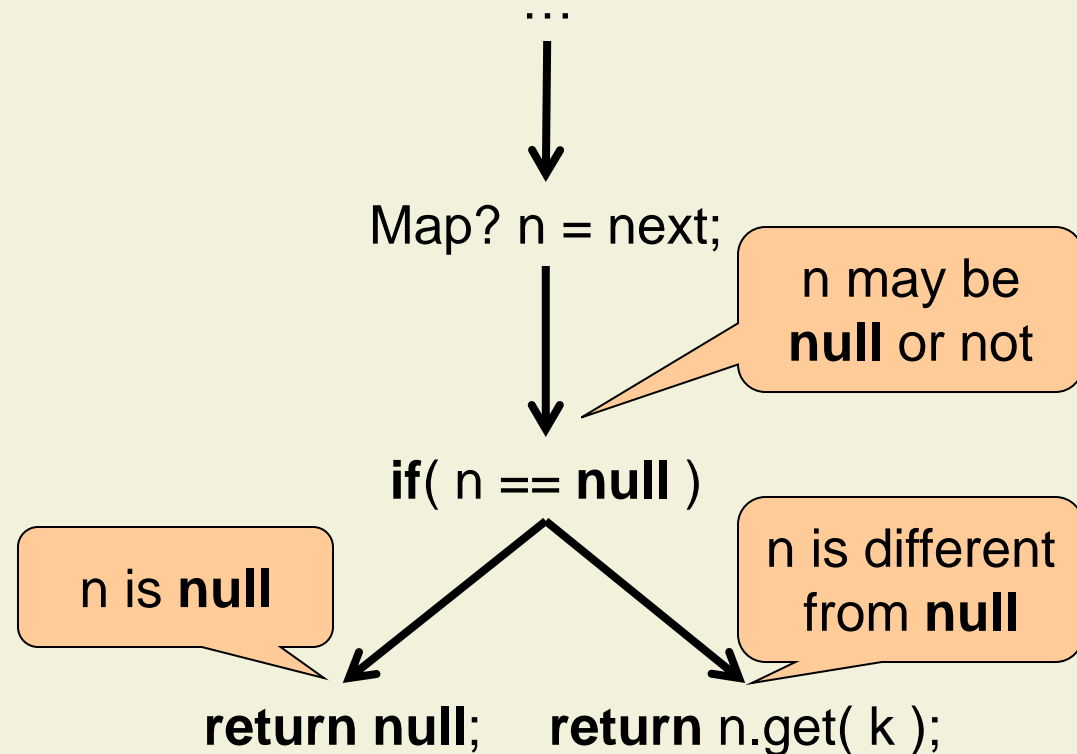 ...
Map? n = next;
n may be
null or not
if( n == null )
n is null
n is different
from null
return null;
return n.get( k );